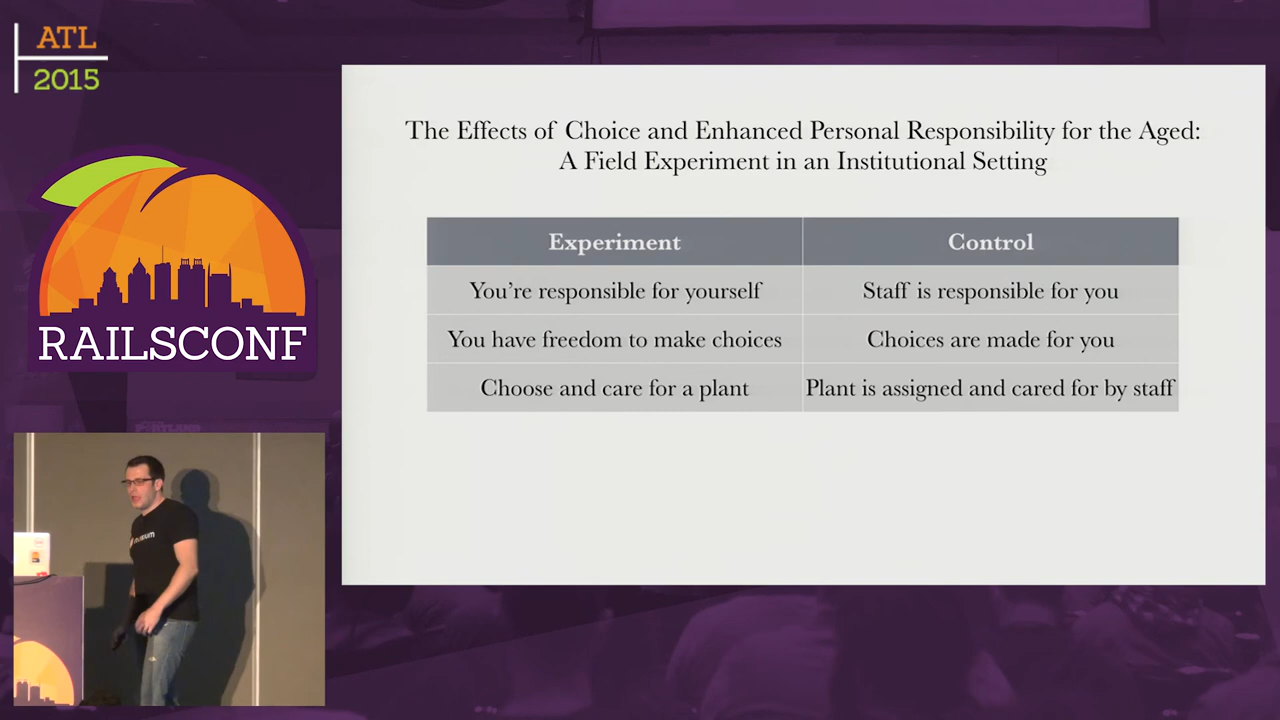 ATL
2015
RAILSCONF
The Effects of Choice and Enhanced Personal Responsibility for the Aged:
A Field Experiment in an Institutional Setting
Experiment
Control
You're responsible for yourself
Staff is responsible for you
You have freedom to make choices
Choices are made for you
Choose and care for a plant
Plant is assigned and cared for by staff